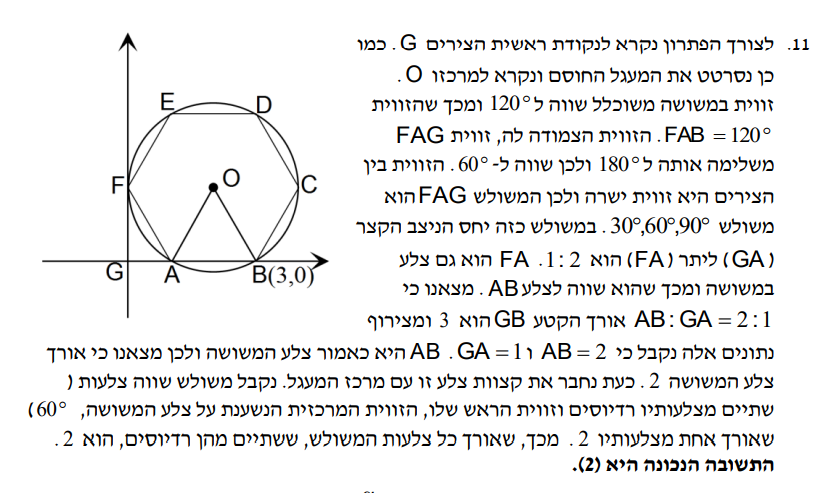 11. לצורך הפתרון נקרא לנקודת ראשית הצירים G. כמו
כן נסרטט את המעגל החוסם ונקרא למרכזו O.
זווית במשושה משוכלל שווה ל 120° ומכך שהזווית
FAB = 120°. הזווית הצמודה לה, זווית FAG
משלימה אותה ל 180° ולכן שווה ל- 60°. הזווית בין
הצירים היא זווית ישרה ולכן המשולש FAG הוא
משולש 30°,60°,90°. במשולש כזה יחס הניצב הקצר
(GA) ליתר (FA) הוא 1:2. FA הוא גם צלע
במשושה ומכך שהוא שווה לצלע AB. מצאנו כי
AB:GA = 2:1 אורך הקטע GB הוא 3 ומצירוף
נתונים אלה נקבל כי AB = 2 ו GA = 1. AB היא כאמור צלע המשושה ולכן מצאנו כי אורך
צלע המשושה 2. כעת נחבר את קצוות צלע זו עם מרכז המעגל. נקבל משולש שווה צלעות (
שתיים מצלעותיו רדיוסים וזווית הראש שלו, הזווית המרכזית הנשענת על צלע המשושה, 60°)
שאורך אחת מצלעותיו 2. מכך, שאורך כל צלעות המשולש, ששתיים מהן רדיוסים, הוא 2.
התשובה הנכונה היא (2).
E
D
O
F
C
G
A
B(3,0)